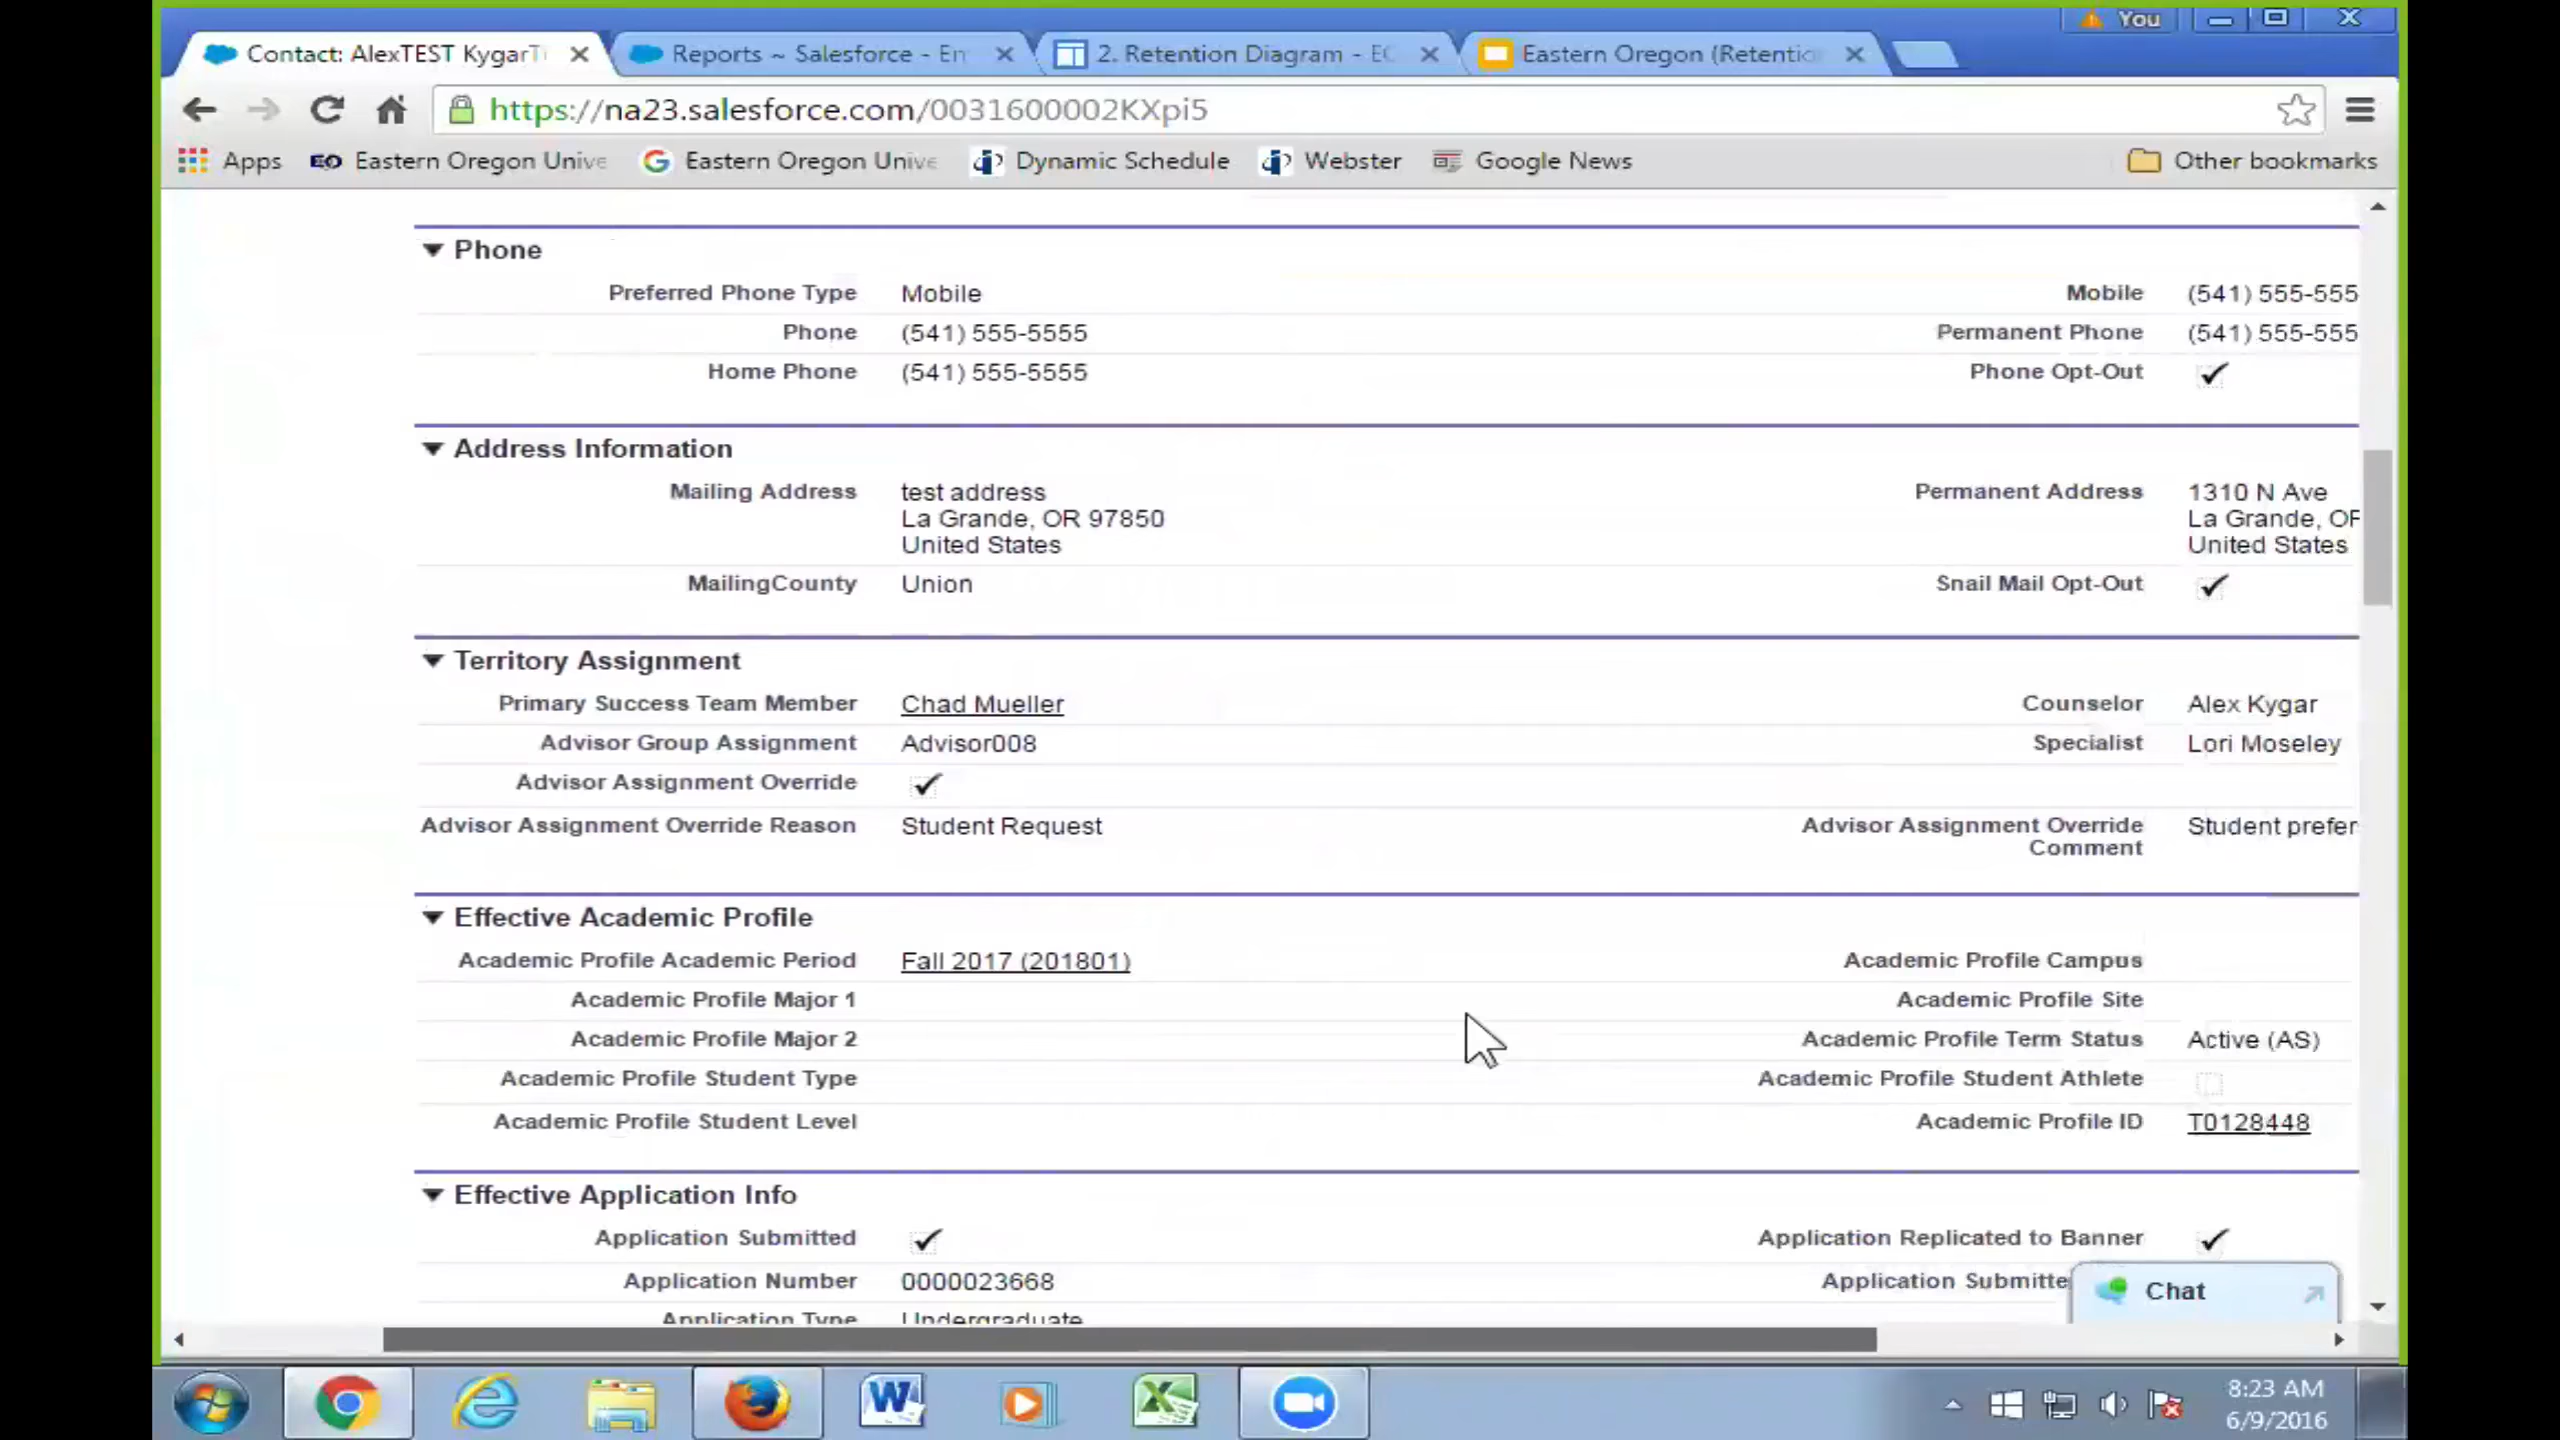 You
Contact: AlexTEST KygarT
Reports ~ Salesforce - En
2. Retention Diagram - EO
Eastern Oregon (Retentio
https://na23.salesforce.com/0031600002KXpi5
Apps
EO Eastern Oregon Unive
Eastern Oregon Unive
Dynamic Schedule
Webster
Google News
Other bookmarks
Phone
Preferred Phone Type Mobile Mobile (541) 555-555
Phone (541) 555-5555 Permanent Phone (541) 555-555
Home Phone (541) 555-5555 Phone Opt-Out
Address Information
Mailing Address test address Permanent Address 1310 N Ave
La Grande, OR 97850 La Grande, OR
United States United States
MailingCounty Union Snail Mail Opt-Out
Territory Assignment
Primary Success Team Member Chad Mueller Counselor Alex Kygar
Advisor Group Assignment Advisor008 Specialist Lori Moseley
Advisor Assignment Override
Advisor Assignment Override Reason Student Request Advisor Assignment Override Student prefer
Comment
Effective Academic Profile
Academic Profile Academic Period Fall 2017 (201801) Academic Profile Campus
Academic Profile Major 1 Academic Profile Site
Academic Profile Major 2 Academic Profile Term Status Active (AS)
Academic Profile Student Type Academic Profile Student Athlete
Academic Profile Student Level Academic Profile ID T0128448
Effective Application Info
Application Submitted Application Replicated to Banner
Application Number 0000023668 Application Submitte
Chat
Application Type Undergraduate
8:23 AM
6/9/2016